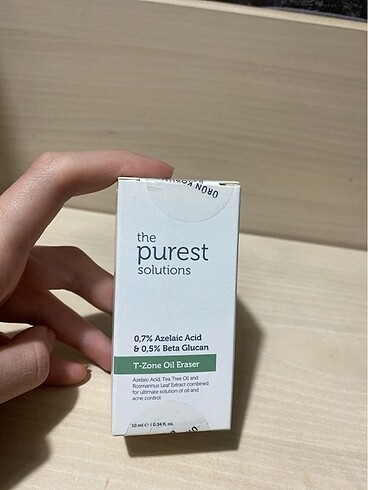 ÜRÜN
the
purest
solutions
0,7% Azelaic Acid
& 0,5% Beta Glucan
T-Zone Oil Eraser
Azelaic Acid, Tea Tree Oil and
Rosmarinus Leaf Extract combined
for ultimate solution of oil and
acne control.
10 ml e / 0.34 fl. oz.